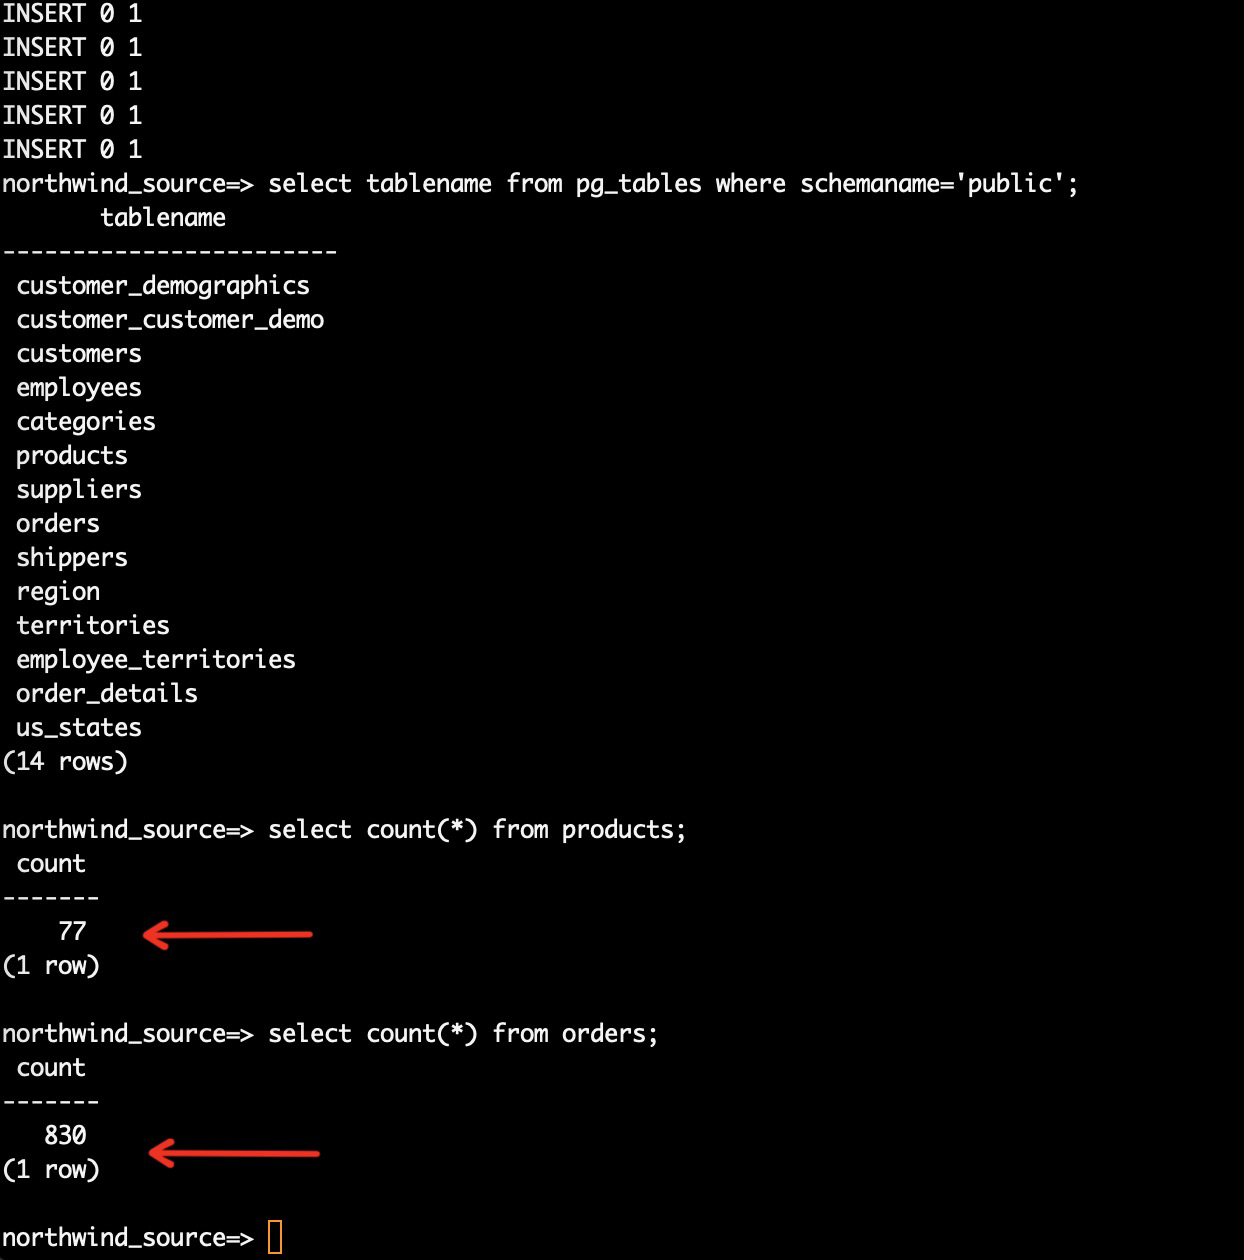 INSERT 0 1
INSERT 0 1
INSERT 0 1
INSERT 0 1
INSERT 0 1
northwind_source=> select tablename from pg_tables where schemaname='public';
       tablename
------------------------
 customer_demographics
 customer_customer_demo
 customers
 employees
 categories
 products
 suppliers
 orders
 shippers
 region
 territories
 employee_territories
 order_details
 us_states
(14 rows)

northwind_source=> select count(*) from products;
 count
-------
    77
(1 row)

northwind_source=> select count(*) from orders;
 count
-------
   830
(1 row)

northwind_source=>